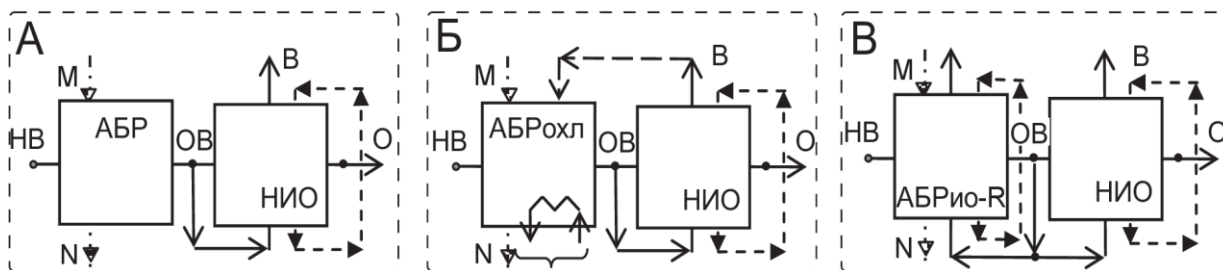 А
М
АБР
НВ
ОВ
В
О
НИО
N
Б
М
АБРохл
НВ
ОВ
В
О
НИО
N
В
М
НВ
ОВ
В
О
АБРио-R
НИО
N